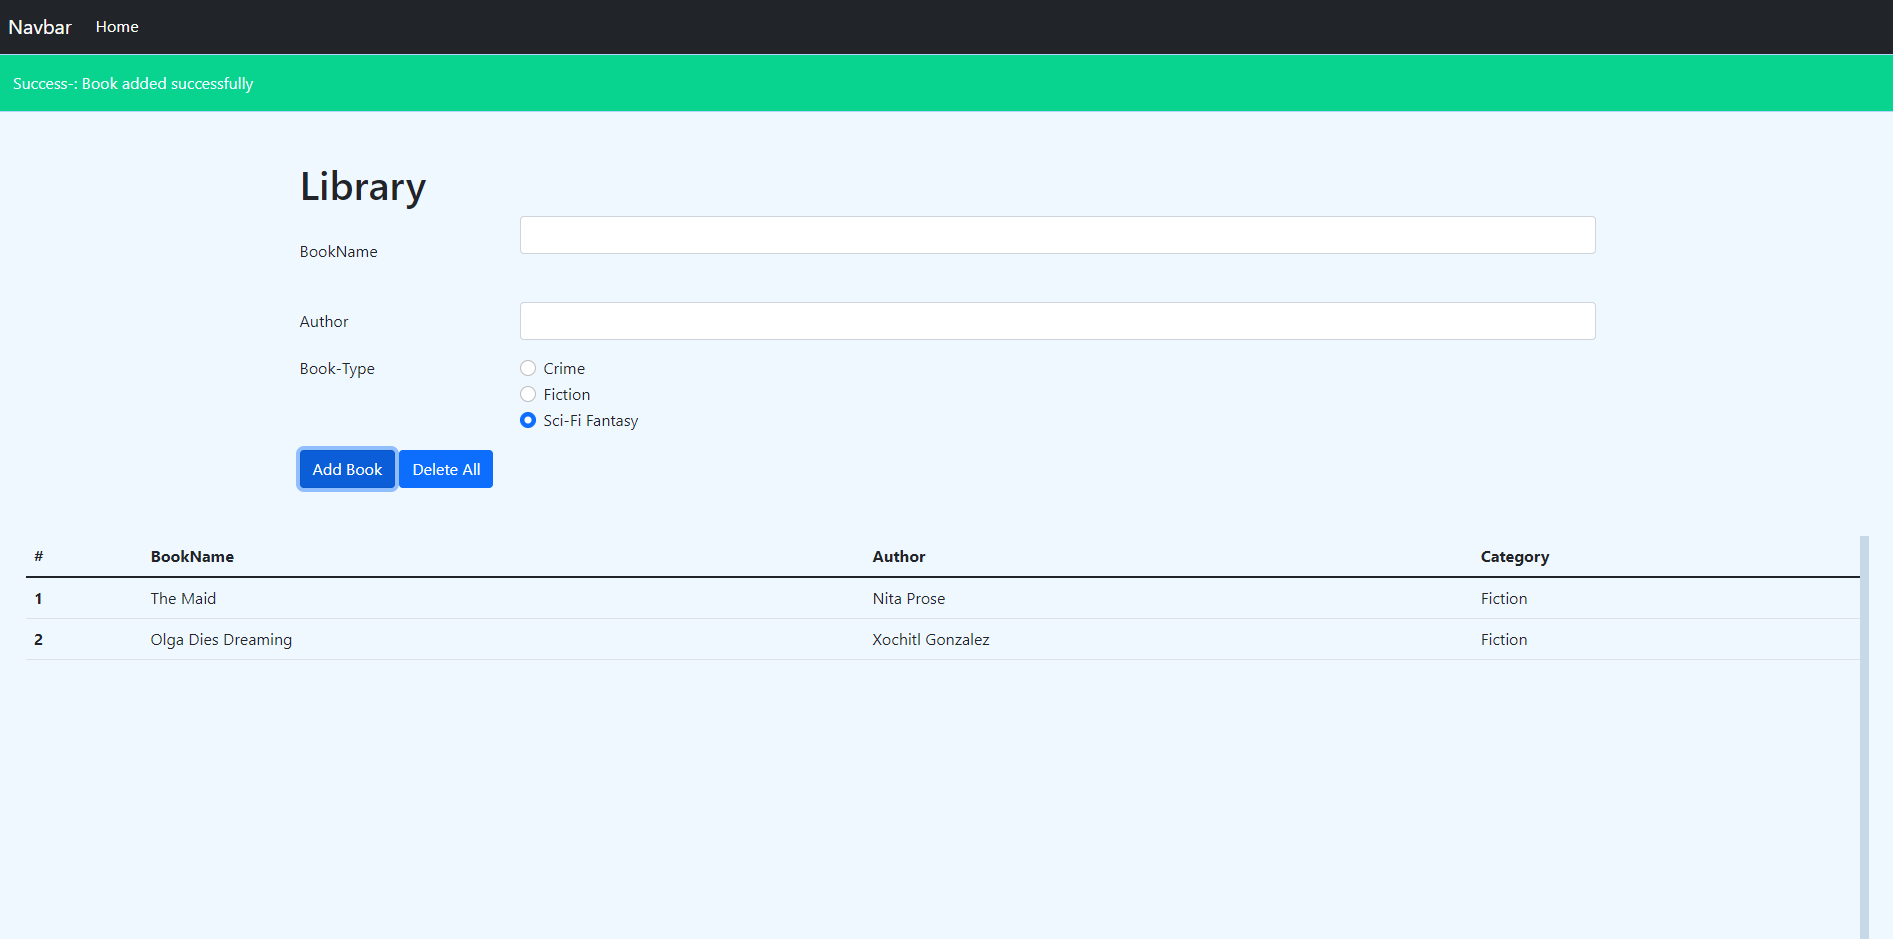 Navbar Home
Success-: Book added successfully
Library
BookName
Author
Book-Type
Crime
Fiction
Sci-Fi Fantasy
Add Book Delete All
# BookName Author Category
1 The Maid Nita Prose Fiction
2 Olga Dies Dreaming Xochitl Gonzalez Fiction